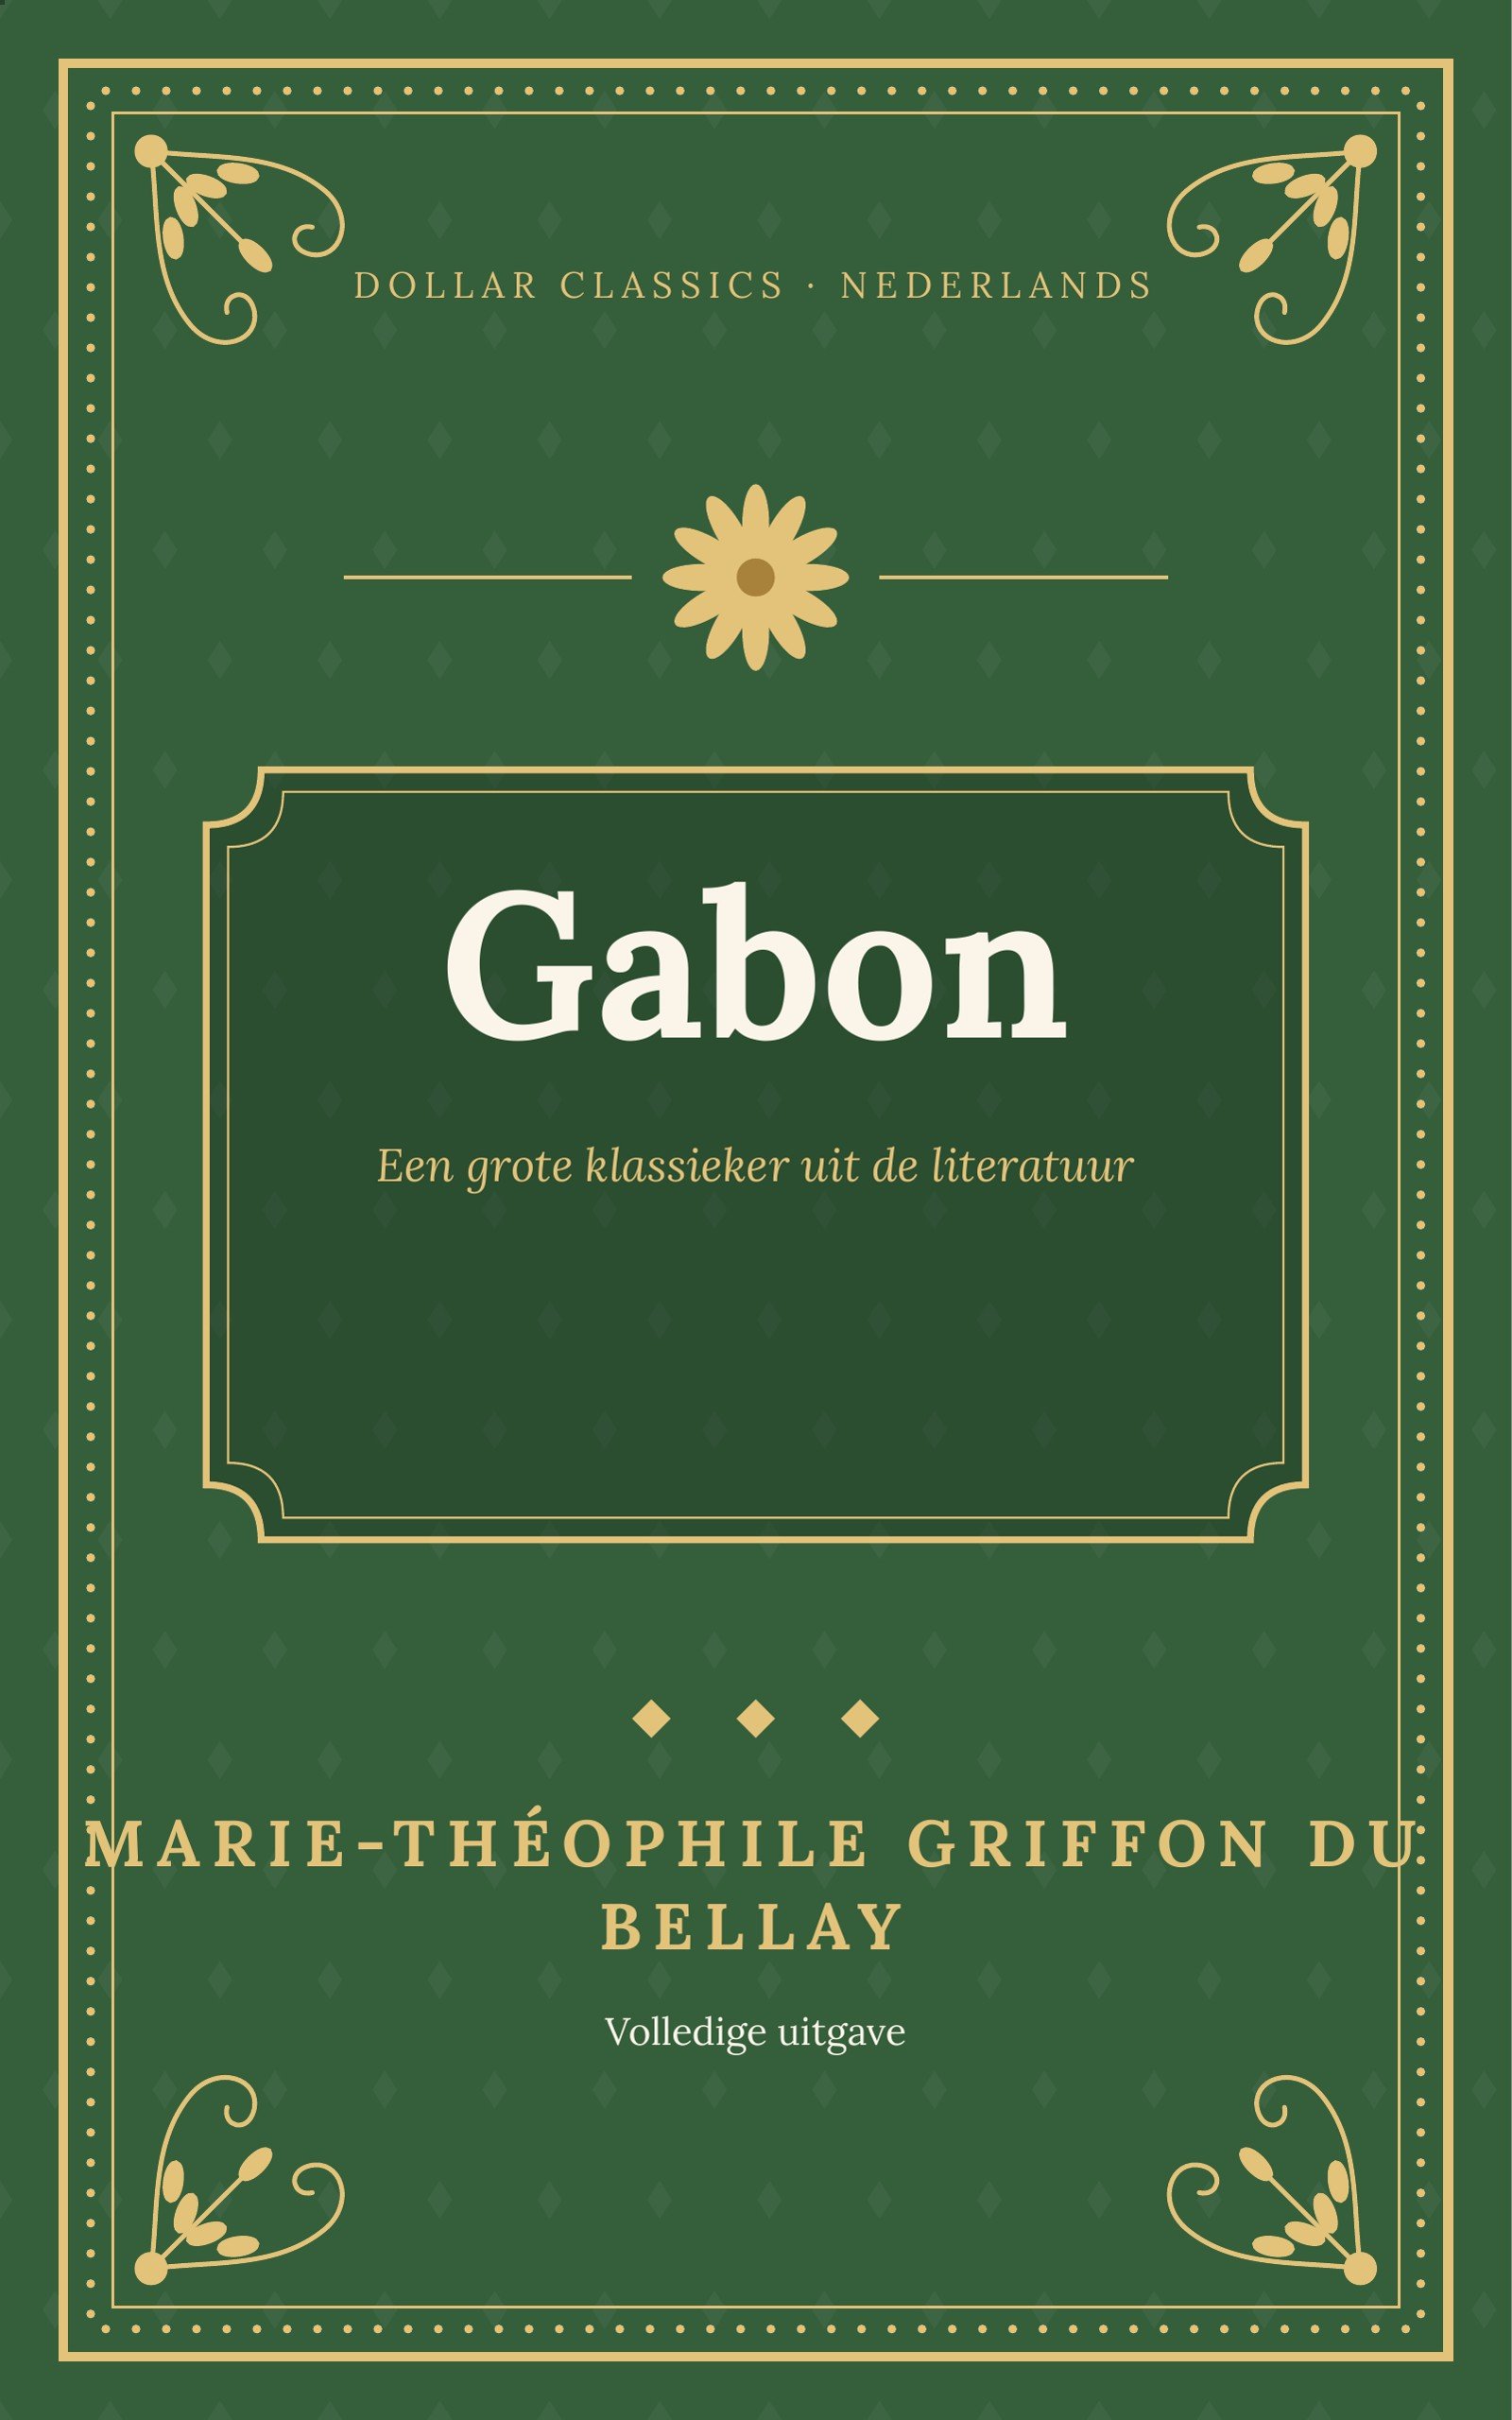 DOLLAR CLASSICS · NEDERLANDS
Gabon
Een grote klassieker uit de literatuur
MARIE-THÉOPHILE GRIFFON DU
BELLAY
Volledige uitgave